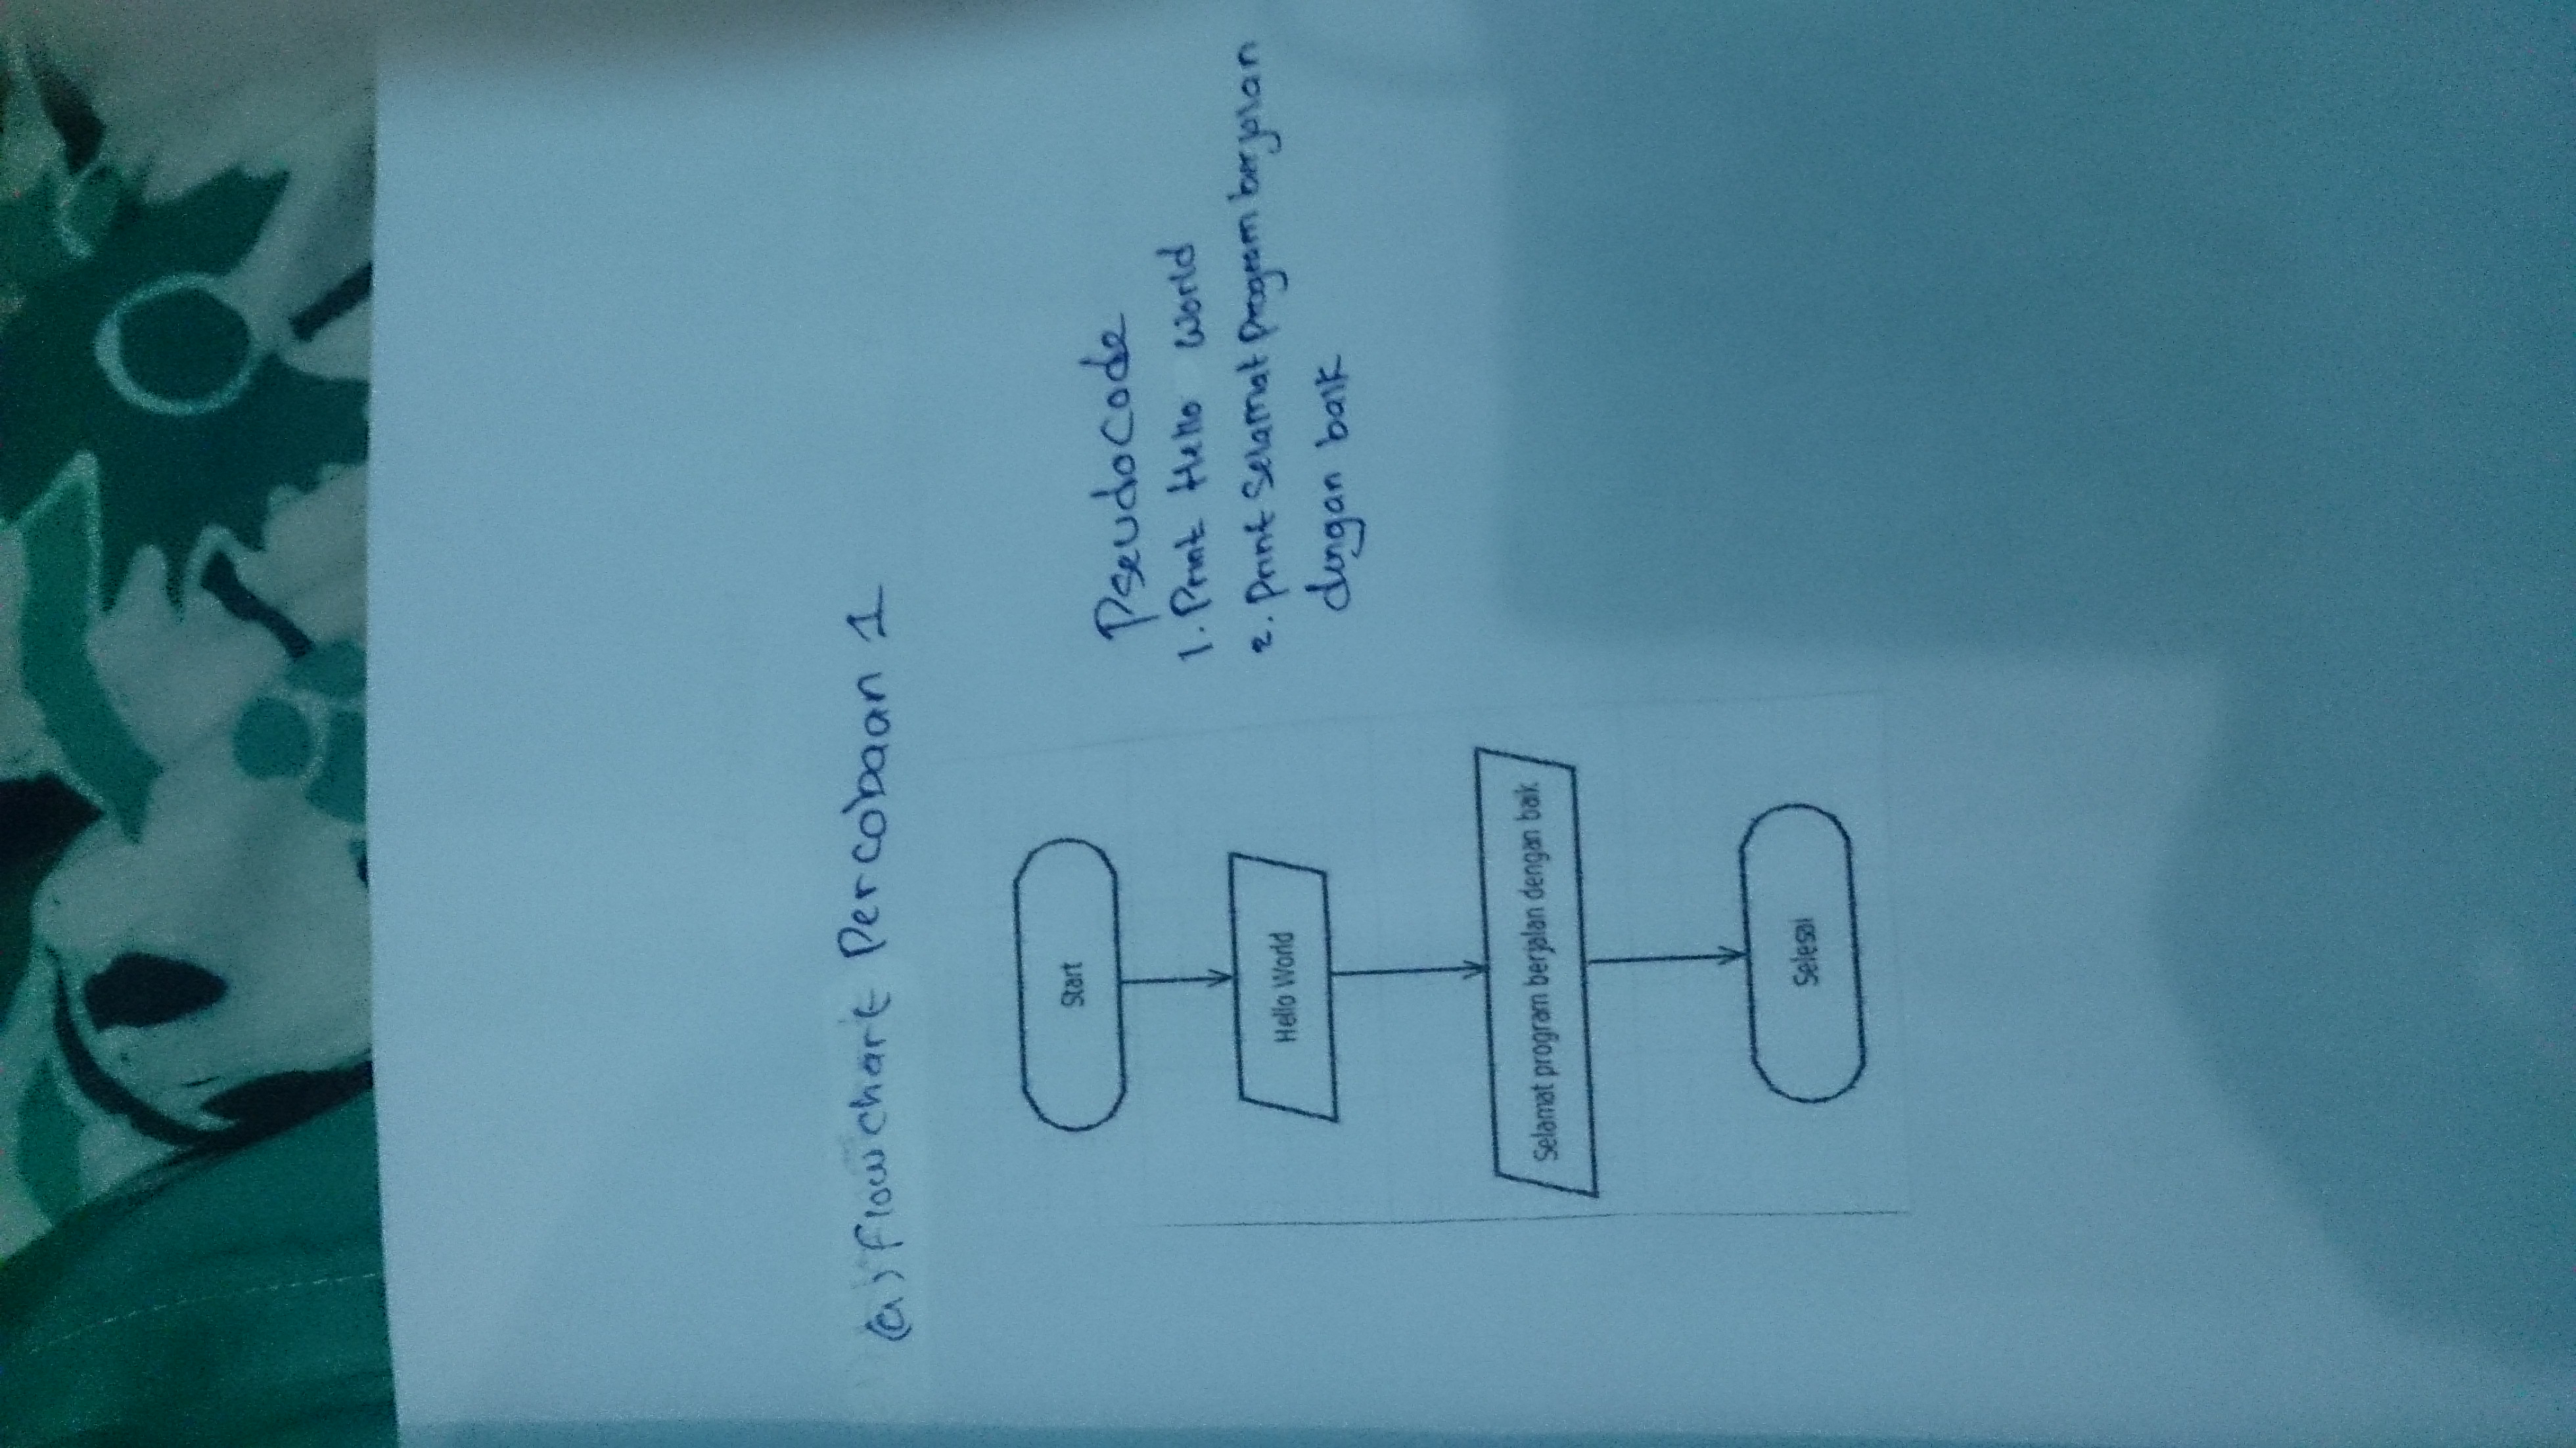 (a) Flowchart Percobaan 1
Pseudocode
1. Print Hello World
2. Print Selamat Program berjalan
dengan baik
Start
Hello World
Selamat program berjalan dengan baik
Selesai